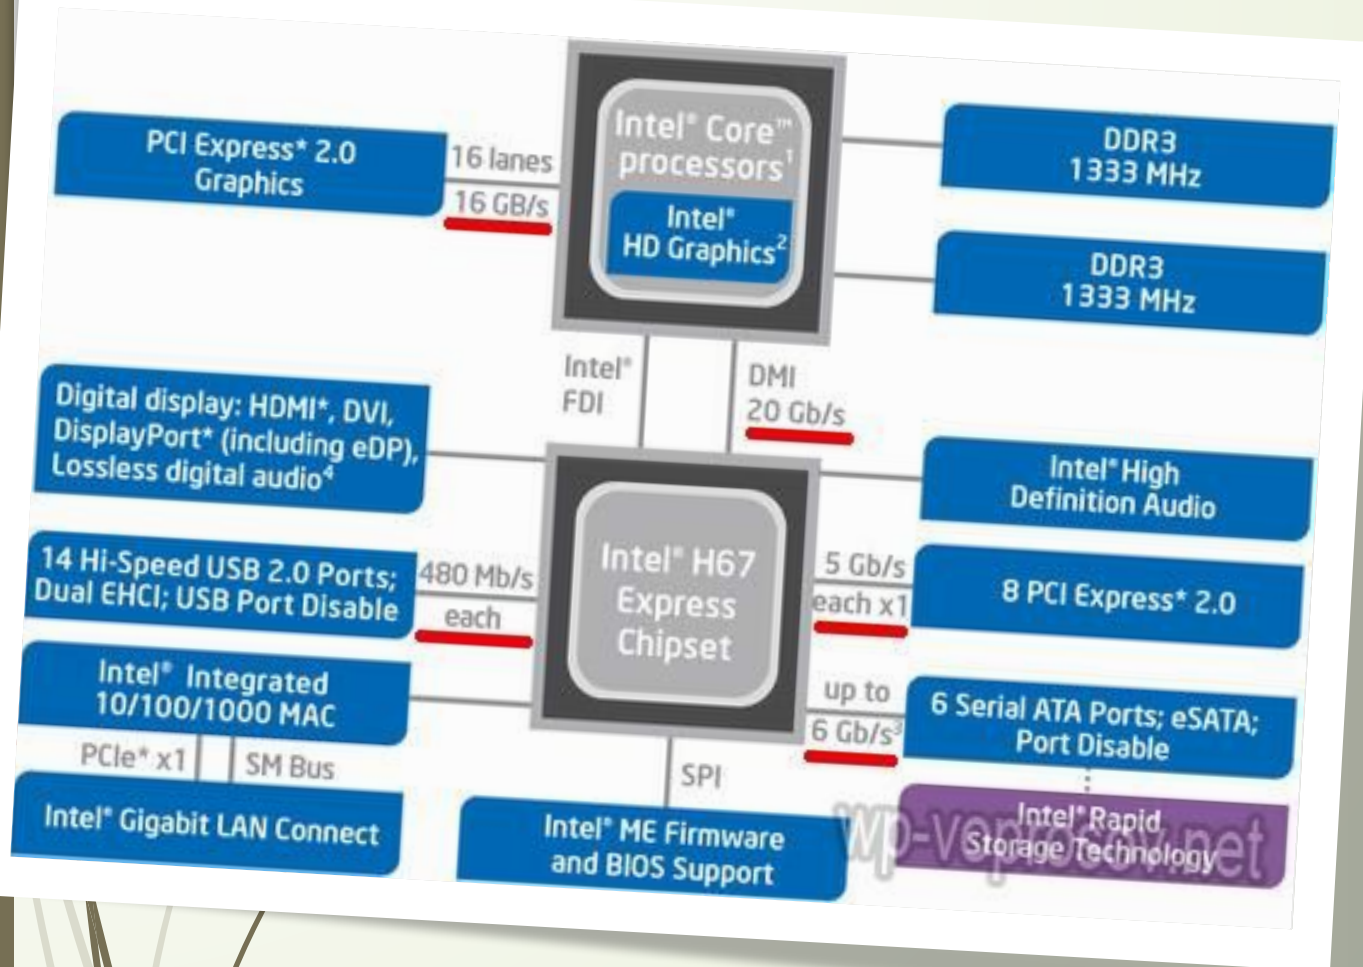 Intel® Core™
processors¹
Intel®
HD Graphics²
PCI Express* 2.0
Graphics
16 lanes
16 GB/s
DDR3
1333 MHz
DDR3
1333 MHz
Intel®
FDI
DMI
20 Gb/s
Digital display: HDMI*, DVI,
DisplayPort* (including eDP),
Lossless digital audio⁴
Intel® High
Definition Audio
14 Hi-Speed USB 2.0 Ports;
Dual EHCI; USB Port Disable
480 Mb/s
each
Intel® H67
Express
Chipset
5 Gb/s
each x1
8 PCI Express* 2.0
Intel® Integrated
10/100/1000 MAC
up to
6 Gb/s³
6 Serial ATA Ports; eSATA;
Port Disable
PCIe* x1
SM Bus
SPI
Intel® Gigabit LAN Connect
Intel® ME Firmware
and BIOS Support
Intel® Rapid
Storage Technology
wp-voprosov.net